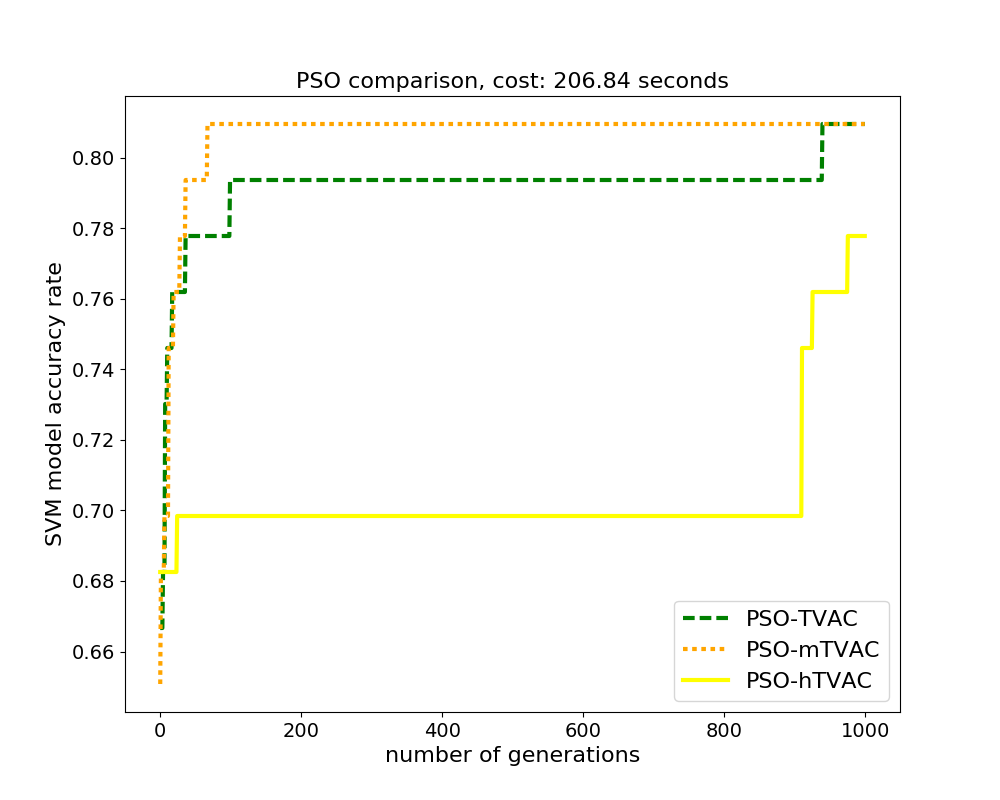 PSO comparison, cost: 206.84 seconds
SVM model accuracy rate
0.80
0.78
0.76
0.74
0.72
0.70
0.68
0.66
PSO-TVAC
PSO-mTVAC
PSO-hTVAC
0 200 400 600 800 1000
number of generations